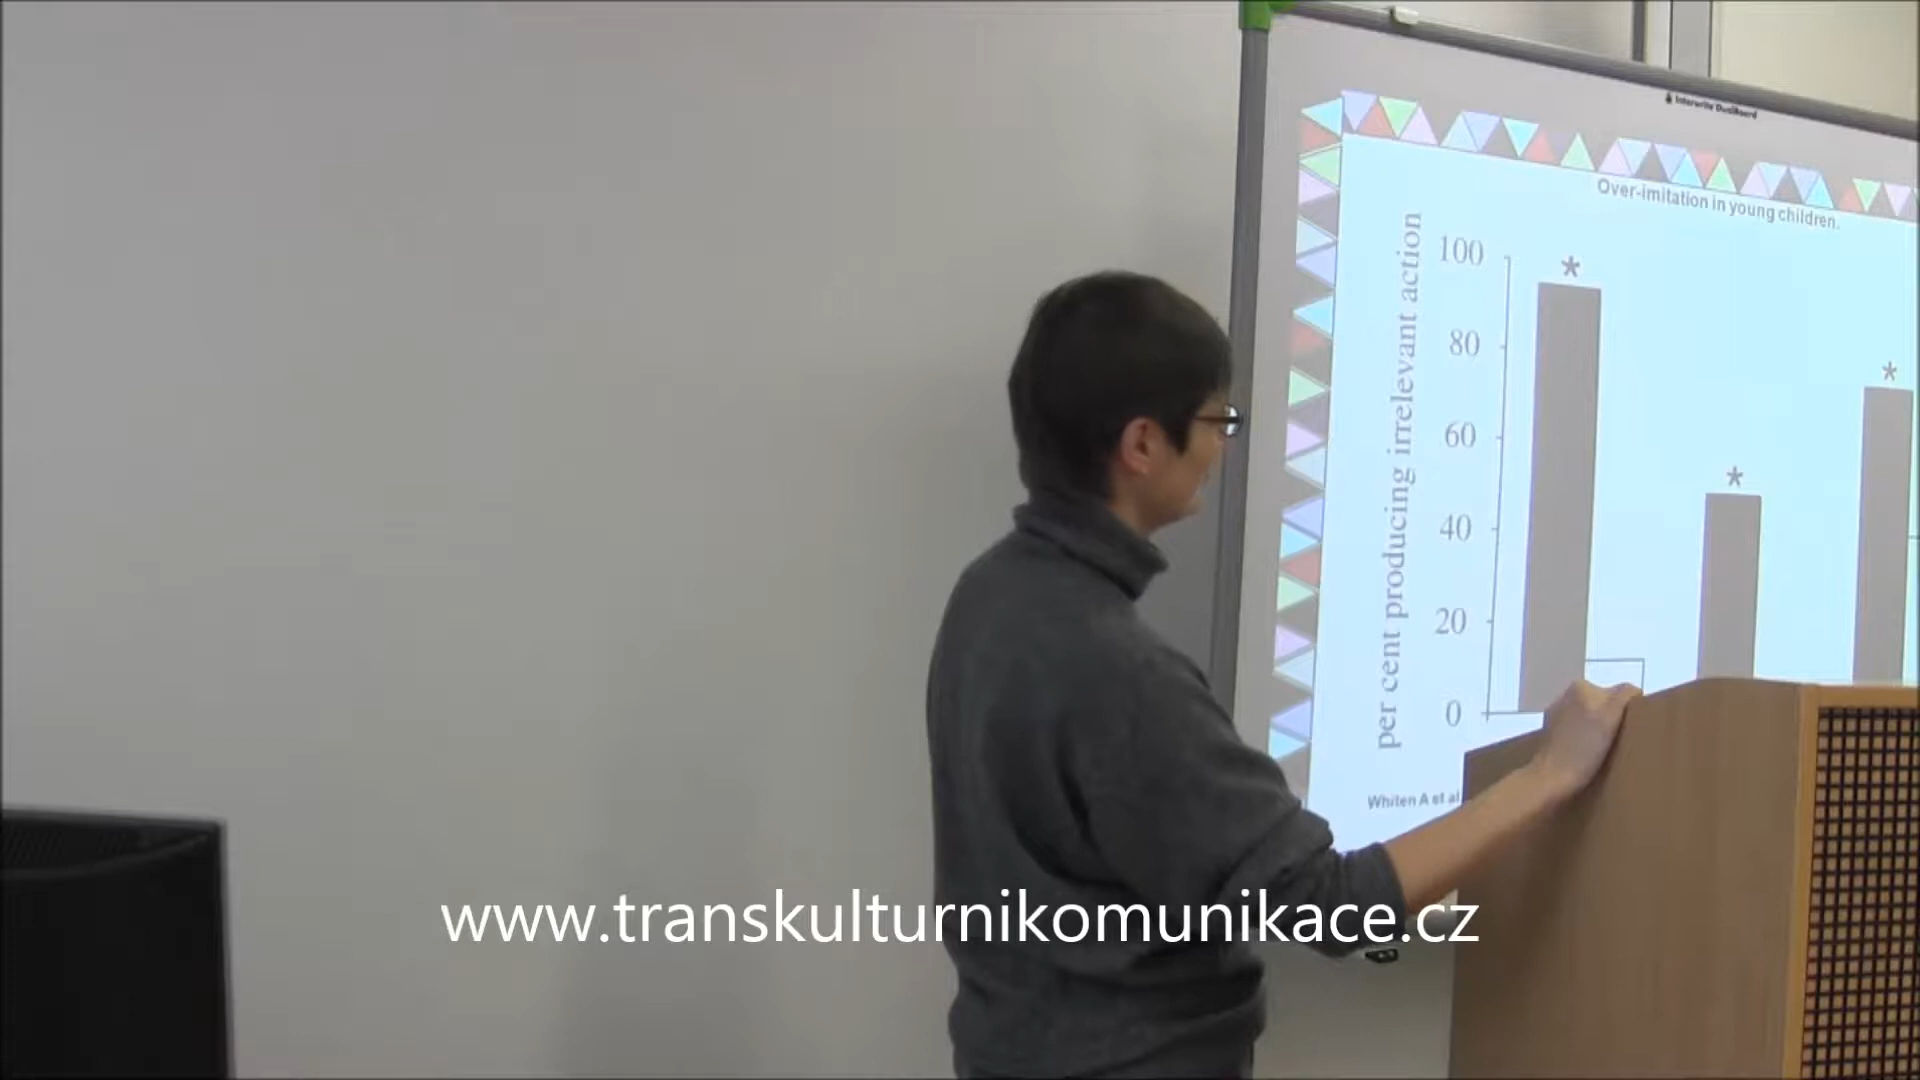 Interwrite DualBoard
Over-imitation in young children.
per cent producing irrelevant action
100
80
60
40
20
0
*
*
*
Whiten A et al
www.transkulturnikomunikace.cz